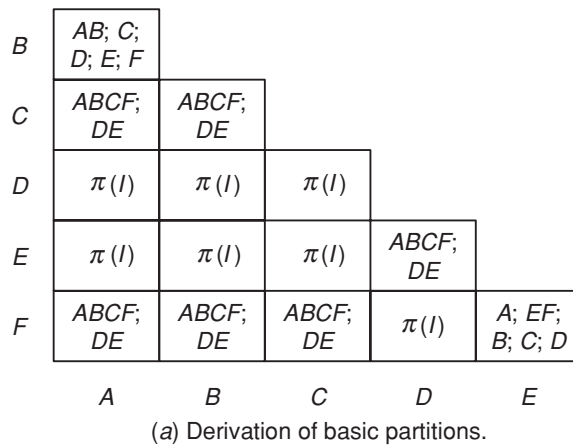 B AB; C; D; E; F
C ABCF; DE ABCF; DE
D π(I) π(I) π(I)
E π(I) π(I) π(I) ABCF; DE
F ABCF; DE ABCF; DE ABCF; DE π(I) A; EF; B; C; D
A B C D E
(a) Derivation of basic partitions.